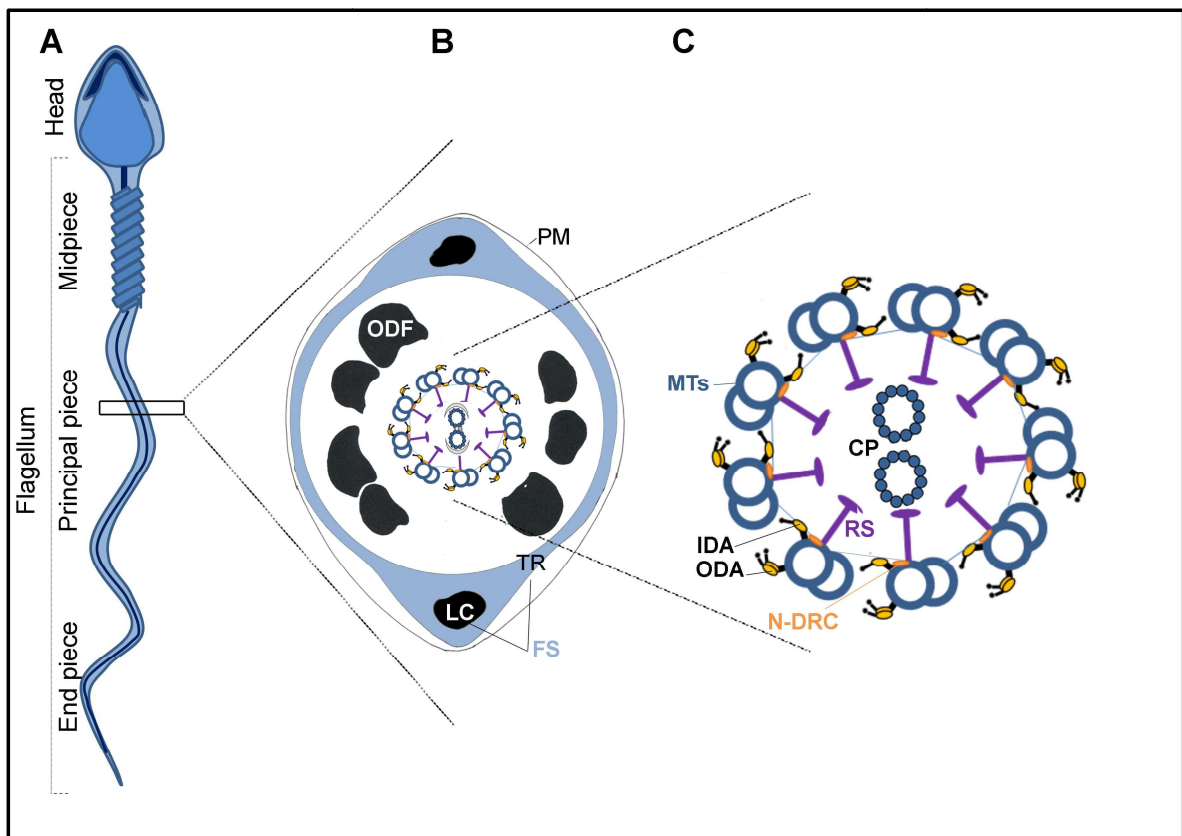 A
Head
Midpiece
Principal piece
End piece
Flagellum
B
PM
ODF
TR
LC
FS
C
MTs
CP
RS
IDA
ODA
N-DRC